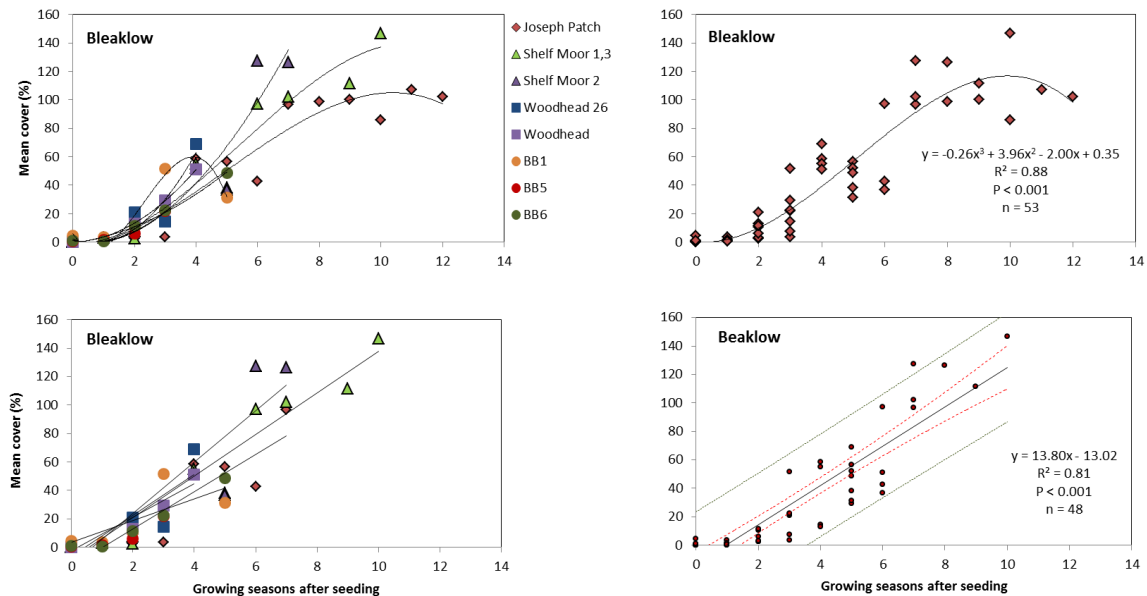 Bleaklow
Mean cover (%)
160
140
120
100
80
60
40
20
0
0 2 4 6 8 10 12 14
Joseph Patch
Shelf Moor 1,3
Shelf Moor 2
Woodhead 26
Woodhead
BB1
BB5
BB6
Bleaklow
160
140
120
100
80
60
40
20
0
y = -0.26x³ + 3.96x² - 2.00x + 0.35
R² = 0.88
P < 0.001
n = 53
0 2 4 6 8 10 12 14
Bleaklow
Mean cover (%)
160
140
120
100
80
60
40
20
0
0 2 4 6 8 10 12 14
Growing seasons after seeding
Beaklow
160
140
120
100
80
60
40
20
0
y = 13.80x - 13.02
R² = 0.81
P < 0.001
n = 48
0 2 4 6 8 10 12 14
Growing seasons after seeding